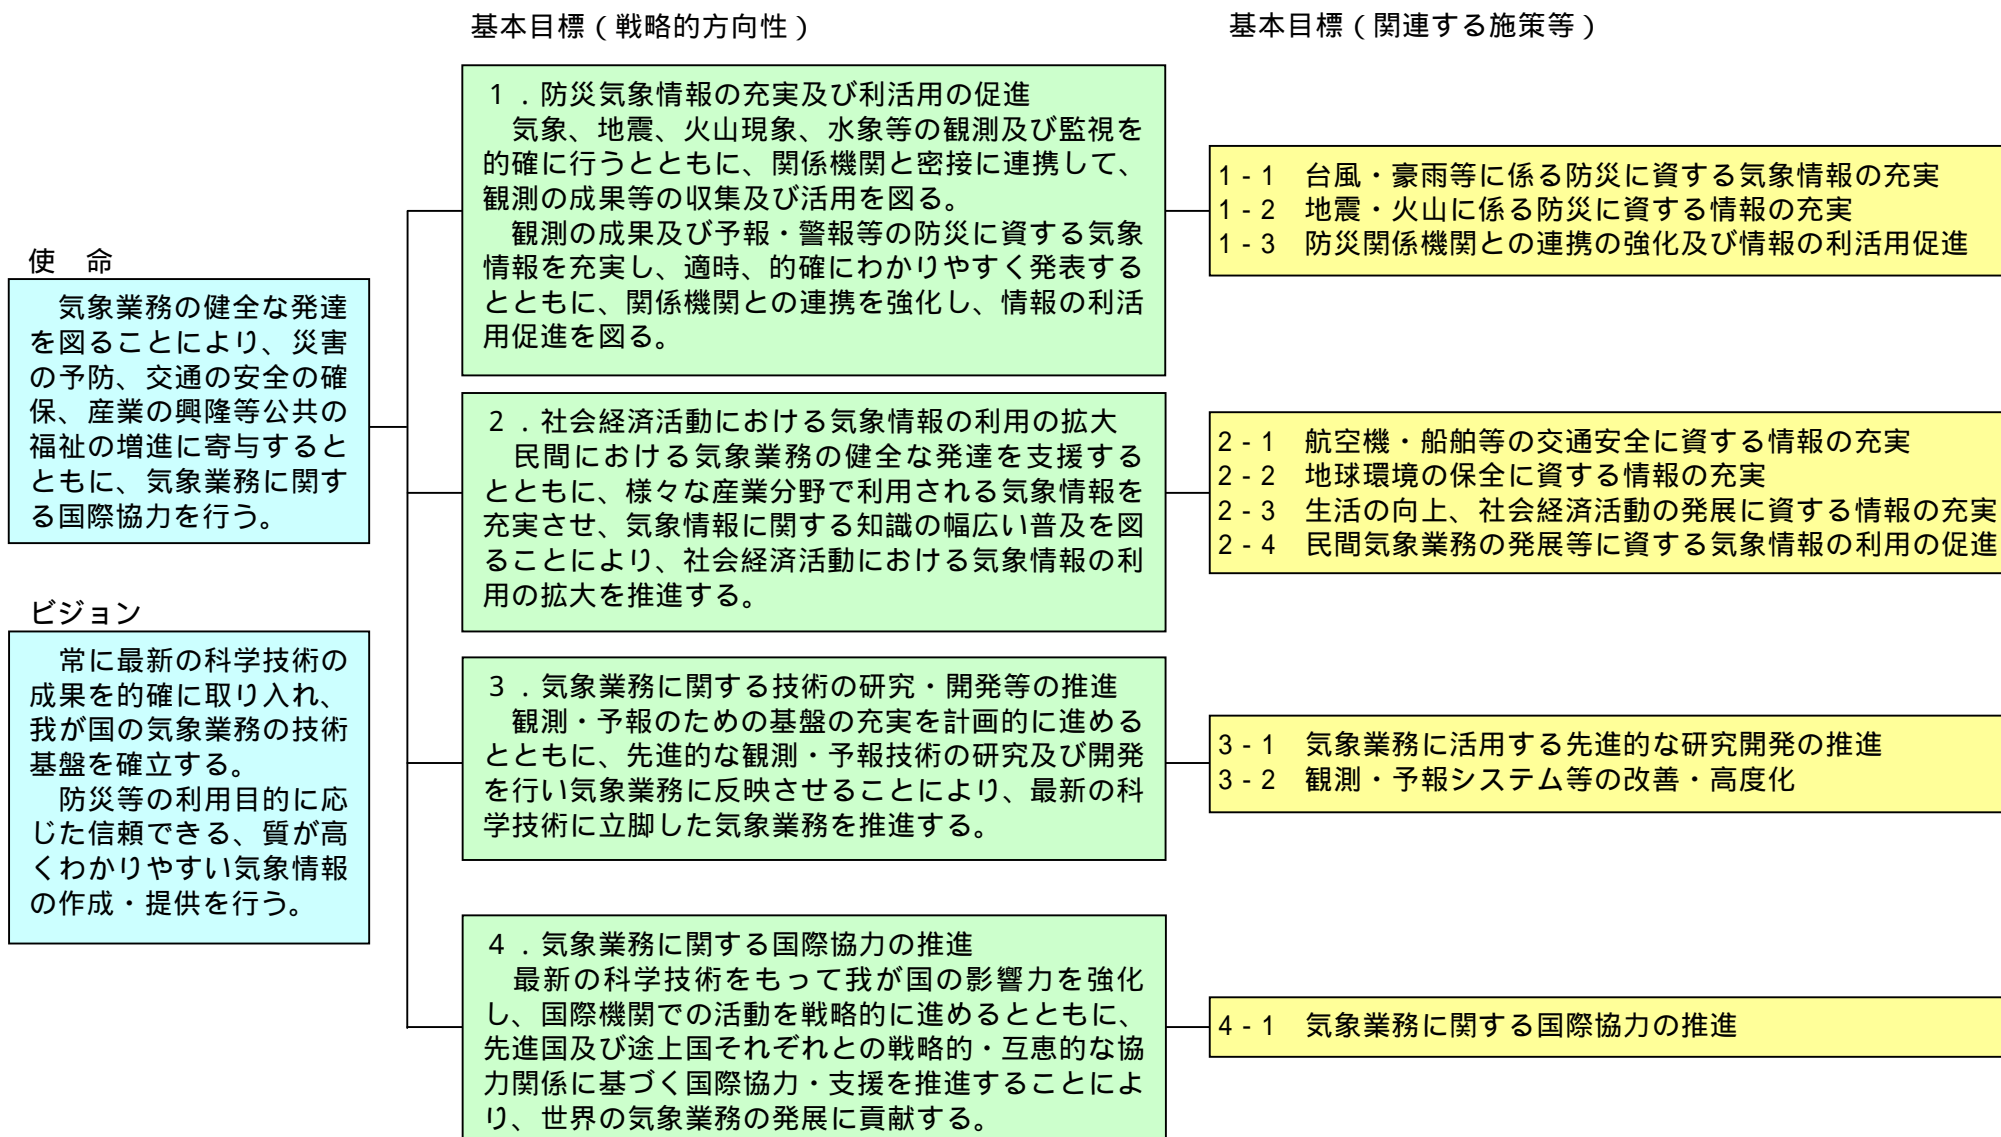 基本目標（戦略的方向性）
基本目標（関連する施策等）
使　命
　気象業務の健全な発達
を図ることにより、災害
の予防、交通の安全の確
保、産業の興隆等公共の
福祉の増進に寄与すると
ともに、気象業務に関す
る国際協力を行う。
ビジョン
　常に最新の科学技術の
成果を的確に取り入れ、
我が国の気象業務の技術
基盤を確立する。
　防災等の利用目的に応
じた信頼できる、質が高
くわかりやすい気象情報
の作成・提供を行う。
１．防災気象情報の充実及び利活用の促進
　気象、地震、火山現象、水象等の観測及び監視を
的確に行うとともに、関係機関と密接に連携して、
観測の成果等の収集及び活用を図る。
　観測の成果及び予報・警報等の防災に資する気象
情報を充実し、適時、的確にわかりやすく発表する
とともに、関係機関との連携を強化し、情報の利活
用促進を図る。
1-1　台風・豪雨等に係る防災に資する気象情報の充実
1-2　地震・火山に係る防災に資する情報の充実
1-3　防災関係機関との連携の強化及び情報の利活用促進
２．社会経済活動における気象情報の利用の拡大
　民間における気象業務の健全な発達を支援する
とともに、様々な産業分野で利用される気象情報を
充実させ、気象情報に関する知識の幅広い普及を図
ることにより、社会経済活動における気象情報の利
用の拡大を推進する。
2-1　航空機・船舶等の交通安全に資する情報の充実
2-2　地球環境の保全に資する情報の充実
2-3　生活の向上、社会経済活動の発展に資する情報の充実
2-4　民間気象業務の発展等に資する気象情報の利用の促進
３．気象業務に関する技術の研究・開発等の推進
　観測・予報のための基盤の充実を計画的に進める
とともに、先進的な観測・予報技術の研究及び開発
を行い気象業務に反映させることにより、最新の科
学技術に立脚した気象業務を推進する。
3-1　気象業務に活用する先進的な研究開発の推進
3-2　観測・予報システム等の改善・高度化
４．気象業務に関する国際協力の推進
　最新の科学技術をもって我が国の影響力を強化
し、国際機関での活動を戦略的に進めるとともに、
先進国及び途上国それぞれとの戦略的・互恵的な協
力関係に基づく国際協力・支援を推進することによ
り、世界の気象業務の発展に貢献する。
4-1　気象業務に関する国際協力の推進